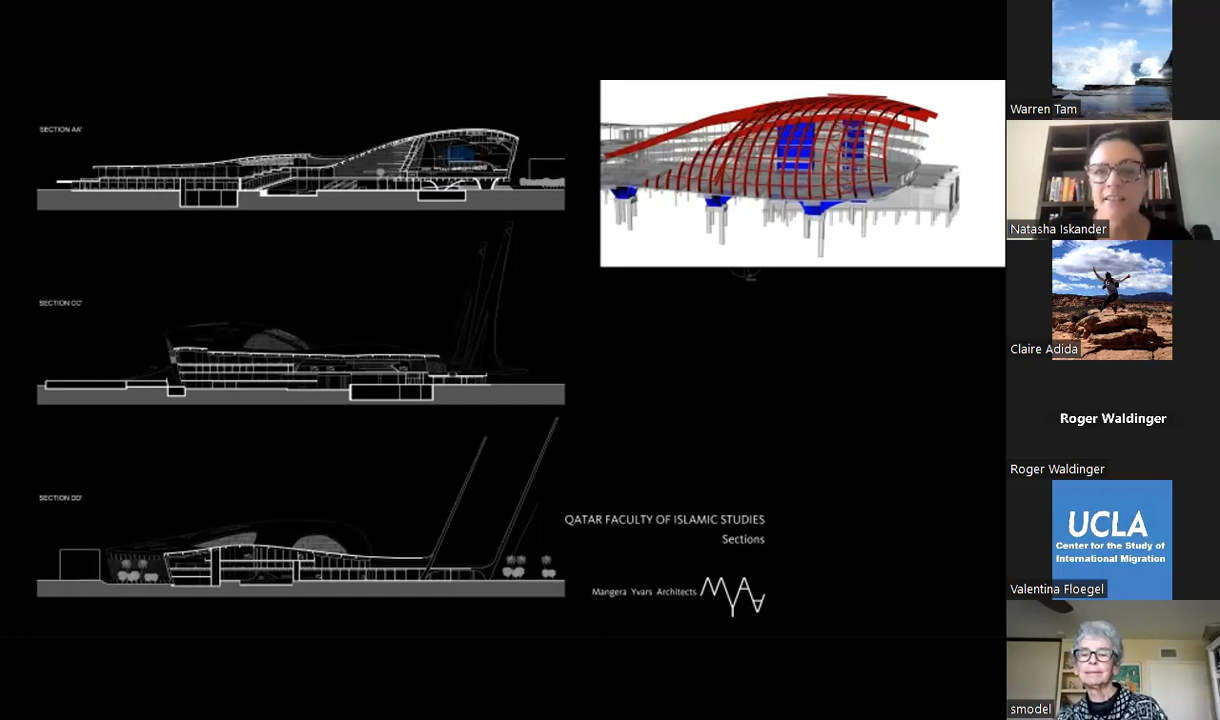 SECTION AA'
SECTION CC'
SECTION DD'
QATAR FACULTY OF ISLAMIC STUDIES
Sections
Mangera Yvars Architects
MYAA
Warren Tam
Natasha Iskander
Claire Adida
Roger Waldinger
Roger Waldinger
UCLA
Center for the Study of
International Migration
Valentina Floegel
smodel